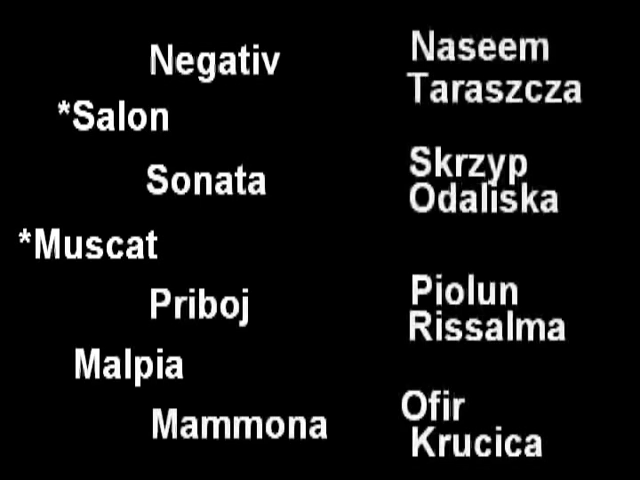 Negativ
*Salon
Sonata
*Muscat
Priboj
Malpia
Mammona
Naseem
Taraszcza
Skrzyp
Odaliska
Piolun
Rissalma
Ofir
Krucica